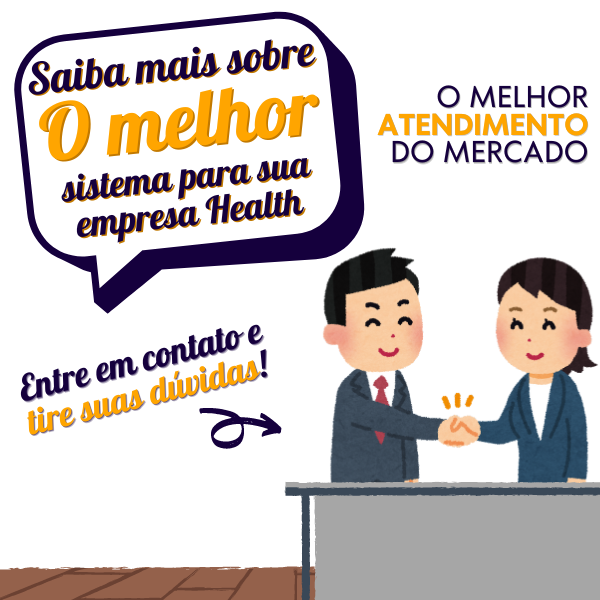 Saiba mais sobre
O melhor
sistema para sua
empresa Health
O MELHOR
ATENDIMENTO
DO MERCADO
Entre em contato e
tire suas dúvidas!